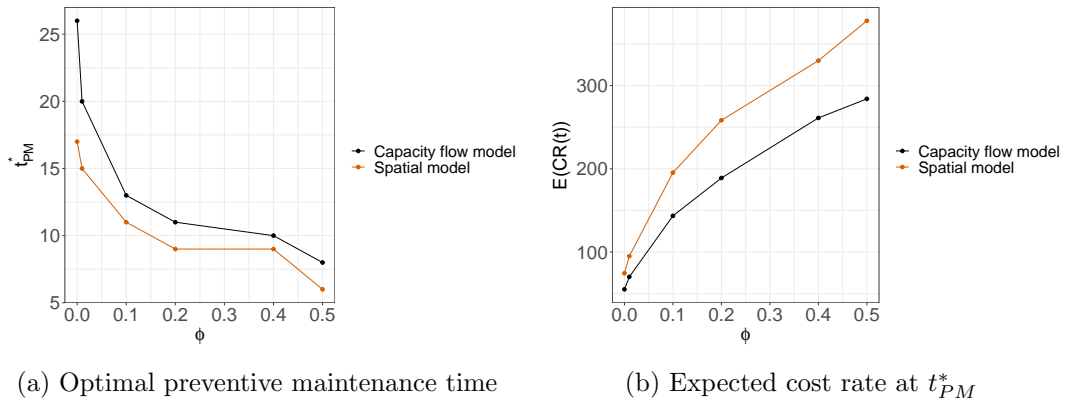 25
20
15
10
5
t*PM
0.0 0.1 0.2 0.3 0.4 0.5
ϕ
Capacity flow model
Spatial model
(a) Optimal preventive maintenance time
300
200
100
E(CR(t))
0.0 0.1 0.2 0.3 0.4 0.5
ϕ
Capacity flow model
Spatial model
(b) Expected cost rate at t*PM